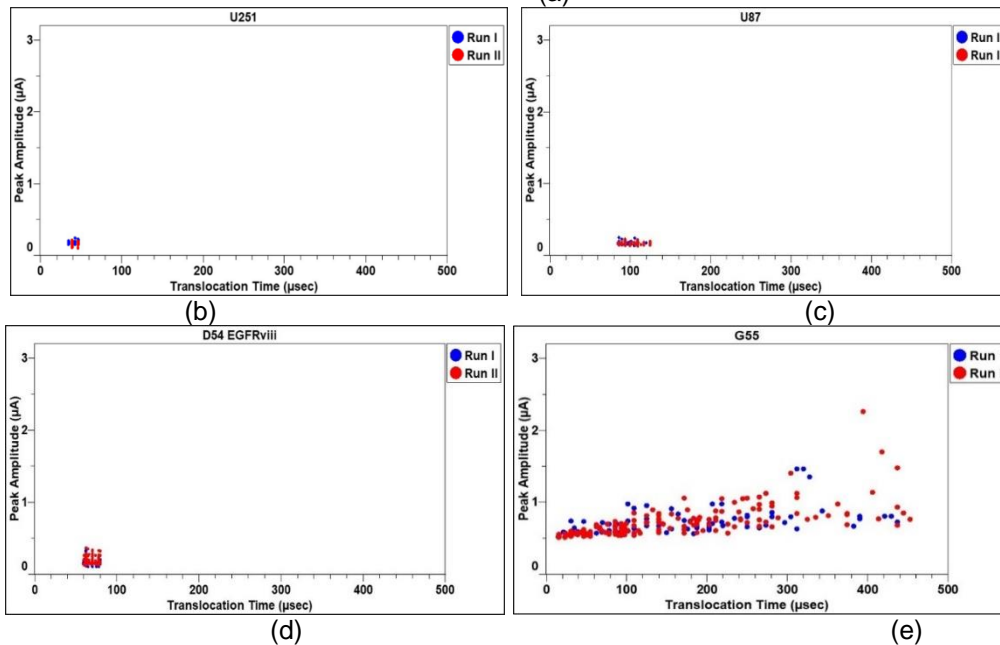 (a)
U251
Peak Amplitude (µA)
3
2
1
0
0 100 200 300 400 500
Translocation Time (µsec)
Run I
Run II
U87
Peak Amplitude (µA)
3
2
1
0
0 100 200 300 400 500
Translocation Time (µsec)
Run I
Run I
(b)
(c)
D54 EGFRviii
Peak Amplitude (µA)
3
2
1
0
0 100 200 300 400 500
Translocation Time (µsec)
Run I
Run II
G55
Peak Amplitude (µA)
3
2
1
0
0 100 200 300 400 500
Translocation Time (µsec)
Run
Run
(d)
(e)